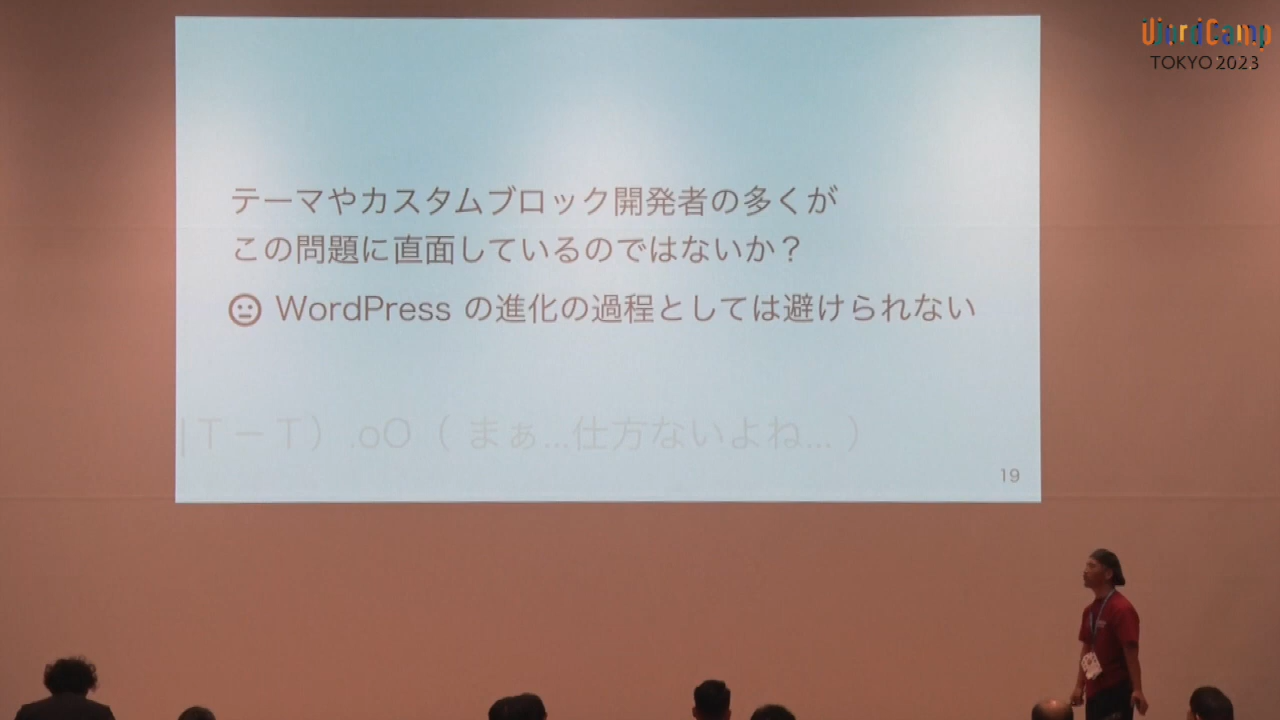 WordCamp
TOKYO 2023
テーマやカスタムブロック開発者の多くが
この問題に直面しているのではないか？
😐 WordPress の進化の過程としては避けられない
|T－T）.oO（ まぁ...仕方ないよね... ）
19